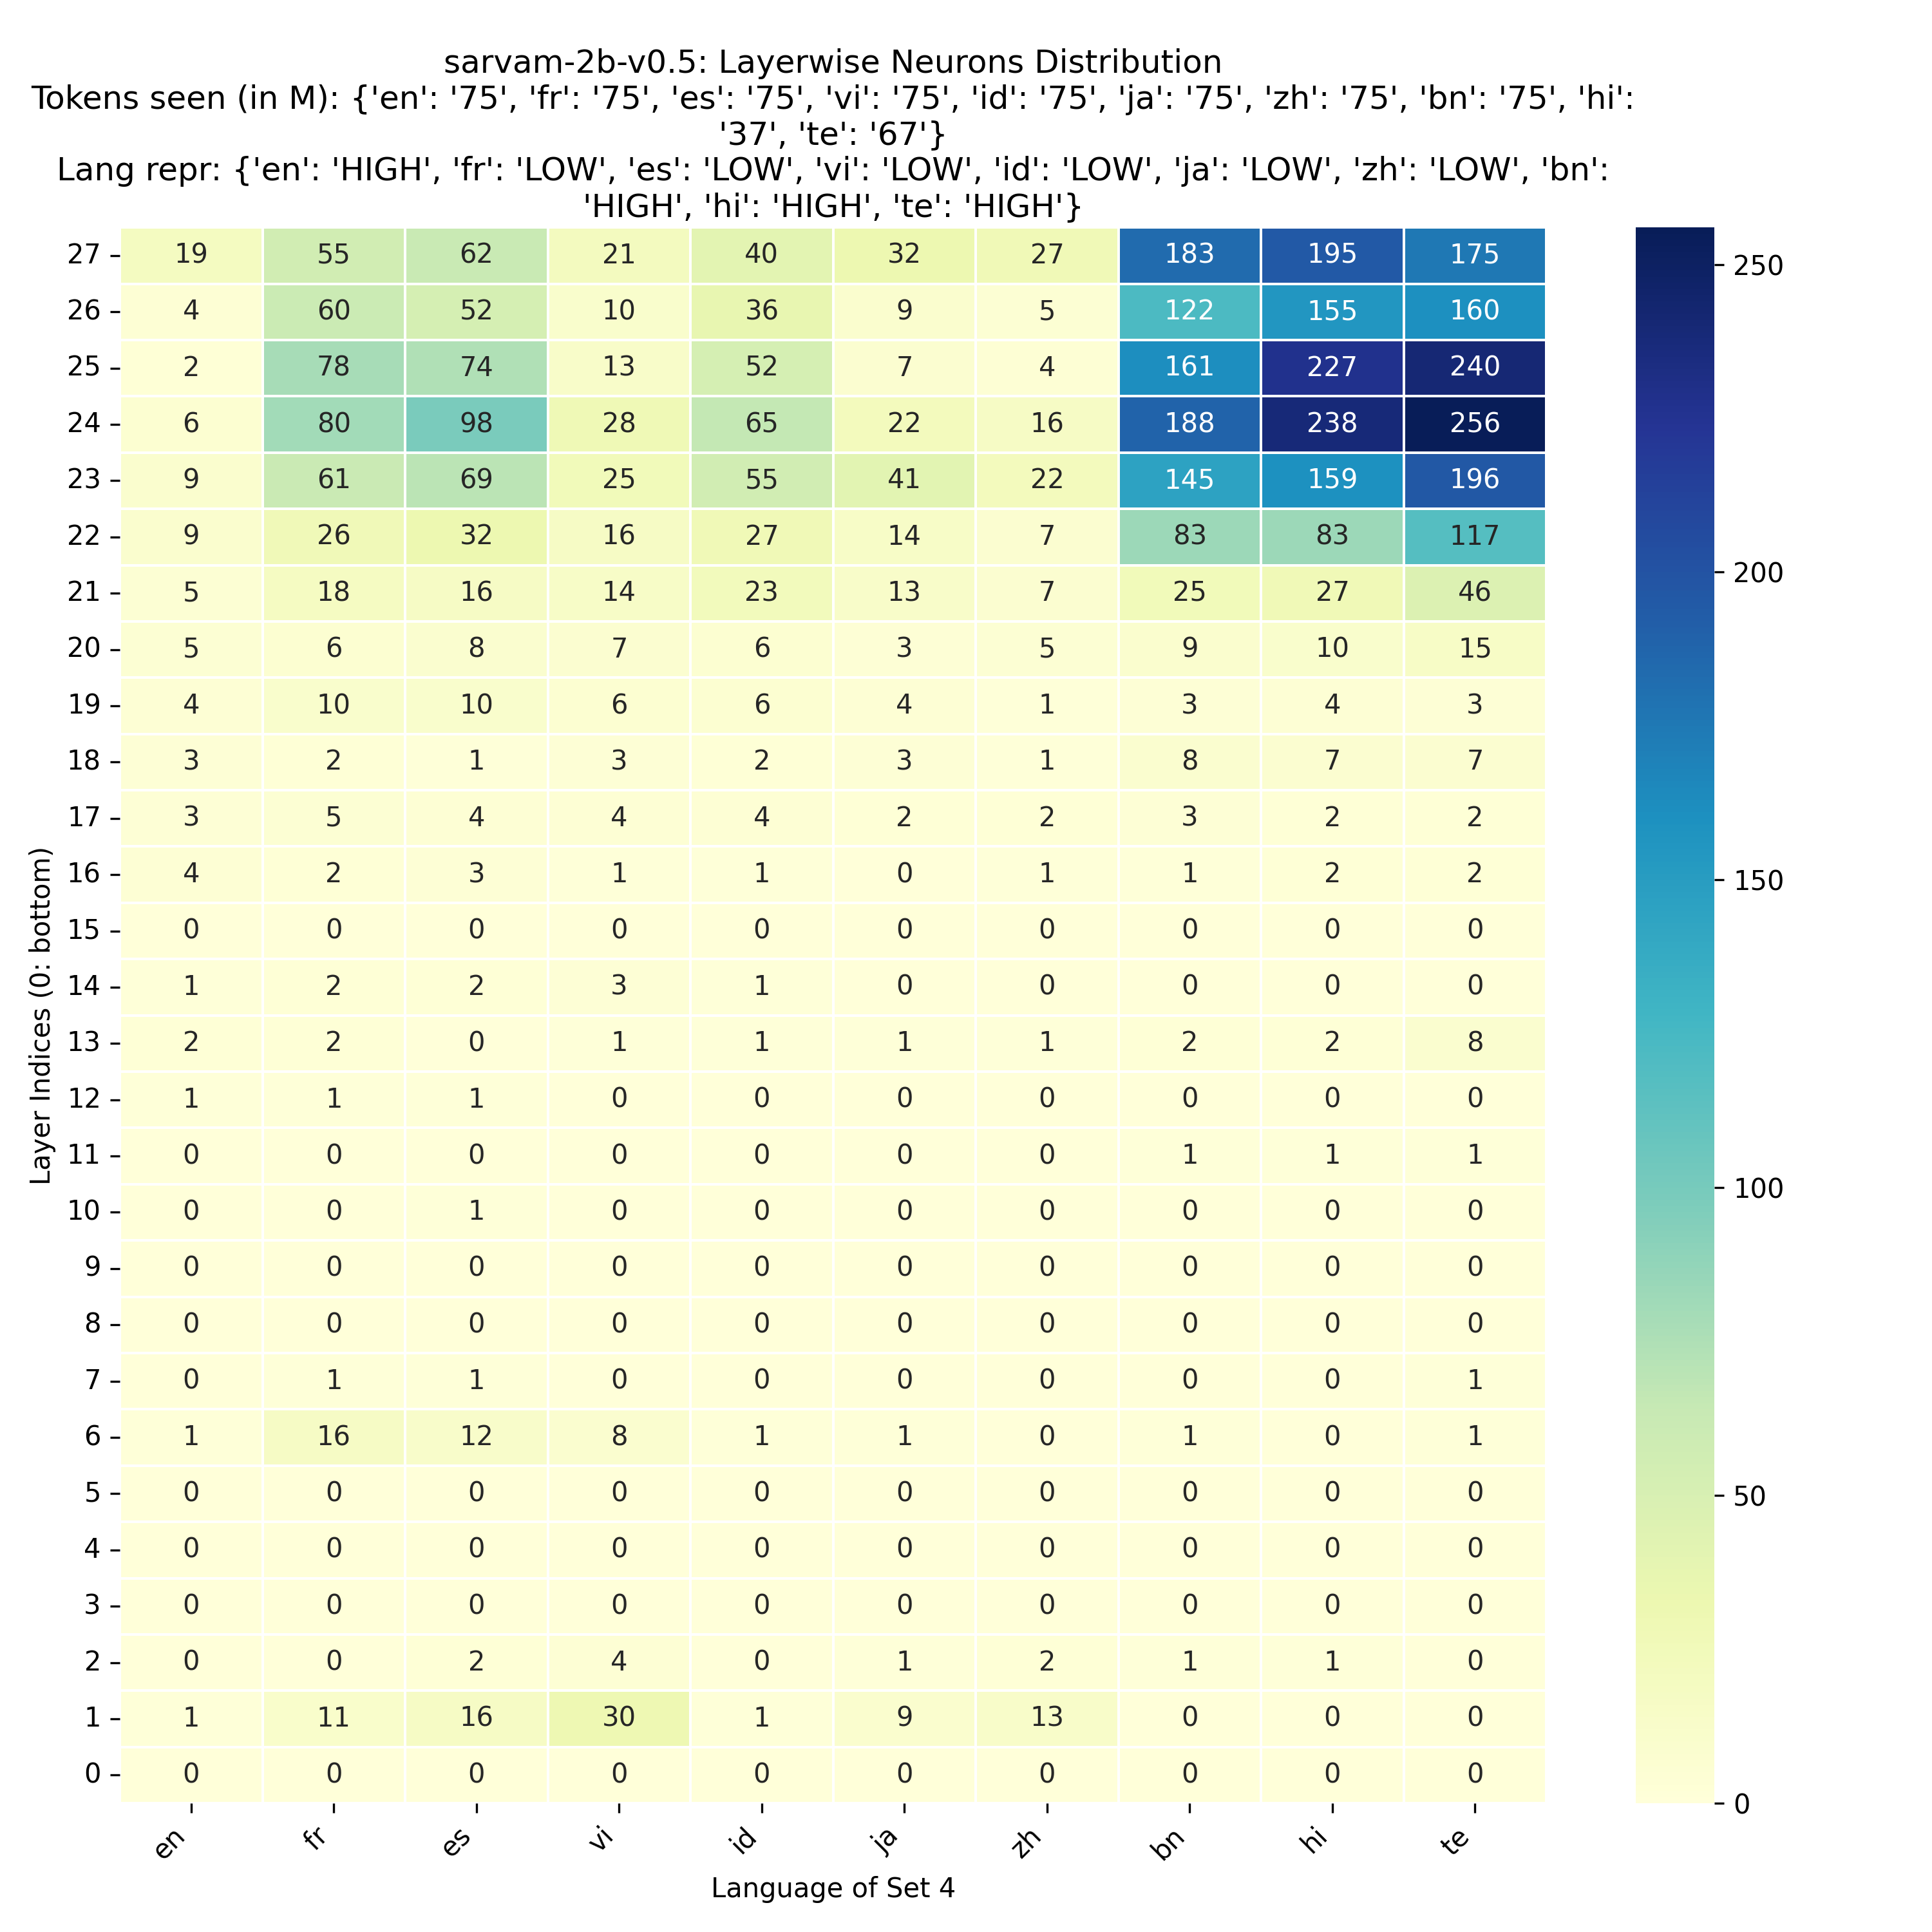 sarvam-2b-v0.5: Layerwise Neurons Distribution
Tokens seen (in M): {'en': '75', 'fr': '75', 'es': '75', 'vi': '75', 'id': '75', 'ja': '75', 'zh': '75', 'bn': '75', 'hi':
'37', 'te': '67'}
Lang repr: {'en': 'HIGH', 'fr': 'LOW', 'es': 'LOW', 'vi': 'LOW', 'id': 'LOW', 'ja': 'LOW', 'zh': 'LOW', 'bn':
'HIGH', 'hi': 'HIGH', 'te': 'HIGH'}
27 19 55 62 21 40 32 27 183 195 175
26 4 60 52 10 36 9 5 122 155 160
25 2 78 74 13 52 7 4 161 227 240
24 6 80 98 28 65 22 16 188 238 256
23 9 61 69 25 55 41 22 145 159 196
22 9 26 32 16 27 14 7 83 83 117
21 5 18 16 14 23 13 7 25 27 46
20 5 6 8 7 6 3 5 9 10 15
19 4 10 10 6 6 4 1 3 4 3
18 3 2 1 3 2 3 1 8 7 7
17 3 5 4 4 4 2 2 3 2 2
16 4 2 3 1 1 0 1 1 2 2
15 0 0 0 0 0 0 0 0 0 0
14 1 2 2 3 1 0 0 0 0 0
13 2 2 0 1 1 1 1 2 2 8
12 1 1 1 0 0 0 0 0 0 0
11 0 0 0 0 0 0 0 1 1 1
10 0 0 1 0 0 0 0 0 0 0
9 0 0 0 0 0 0 0 0 0 0
8 0 0 0 0 0 0 0 0 0 0
7 0 1 1 0 0 0 0 0 0 1
6 1 16 12 8 1 1 0 1 0 1
5 0 0 0 0 0 0 0 0 0 0
4 0 0 0 0 0 0 0 0 0 0
3 0 0 0 0 0 0 0 0 0 0
2 0 0 2 4 0 1 2 1 1 0
1 1 11 16 30 1 9 13 0 0 0
0 0 0 0 0 0 0 0 0 0 0
en fr es vi id ja zh bn hi te
Language of Set 4
Layer Indices (0: bottom)
250
200
150
100
50
0